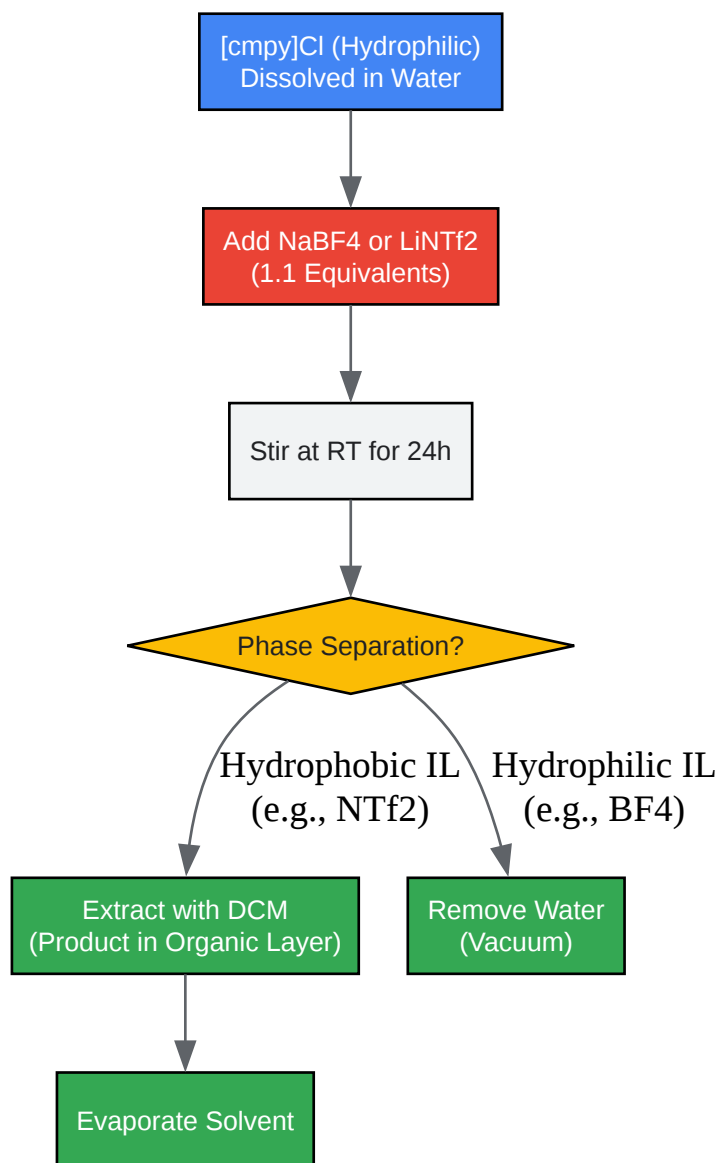 [cmpy]Cl (Hydrophilic)
Dissolved in Water
Add NaBF4 or LiNTf2
(1.1 Equivalents)
Stir at RT for 24h
Phase Separation?
Hydrophobic IL
(e.g., NTf2)
Hydrophilic IL
(e.g., BF4)
Extract with DCM
(Product in Organic Layer)
Remove Water
(Vacuum)
Evaporate Solvent